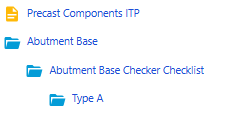 Precast Components ITP
Abutment Base
Abutment Base Checker Checklist
Type A